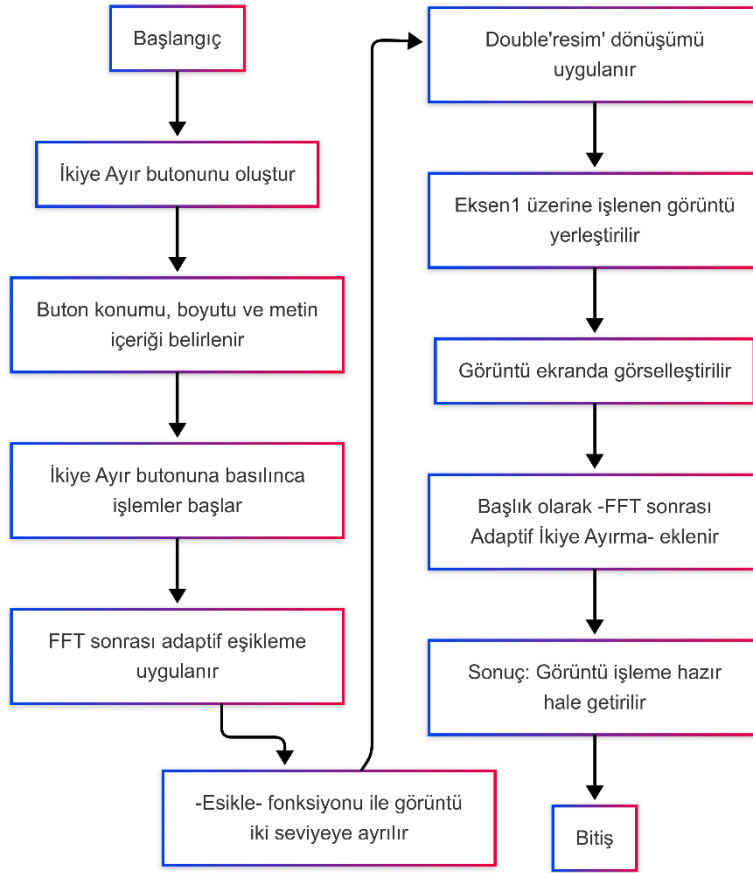 Başlangıç
İkiye Ayır butonunu oluştur
Buton konumu, boyutu ve metin
içeriği belirlenir
İkiye Ayır butonuna basılınca
işlemler başlar
FFT sonrası adaptif eşikleme
uygulanır
-Esikle- fonksiyonu ile görüntü
iki seviyeye ayrılır
Double'resim' dönüşümü
uygulanır
Eksen1 üzerine işlenen görüntü
yerleştirilir
Görüntü ekranda görselleştirilir
Başlık olarak -FFT sonrası
Adaptif İkiye Ayırma- eklenir
Sonuç: Görüntü işleme hazır
hale getirilir
Bitiş